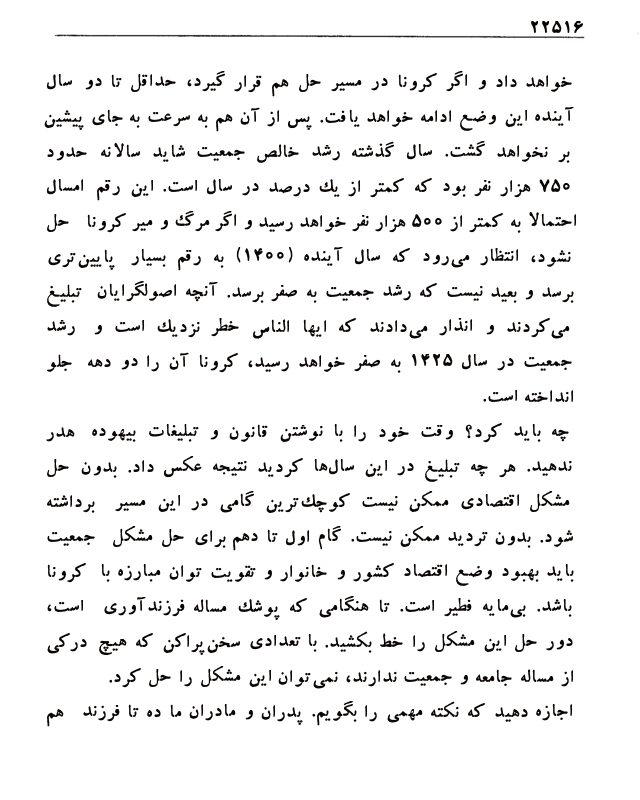 ۲۲۵۱۶
خواهد داد و اگر کرونا در مسیر حل هم قرار گیرد، حداقل تا دو سال
آینده این وضع ادامه خواهد یافت. پس از آن هم به سرعت به جای پیشین
بر نخواهد گشت. سال گذشته رشد خالص جمعیت شاید سالانه حدود
۷۵۰ هزار نفر بود که کمتر از یك درصد در سال است. این رقم امسال
احتمالا به کمتر از ۵۰۰ هزار نفر خواهد رسید و اگر مرگ و میر کرونا حل
نشود، انتظار می‌رود که سال آینده (۱۴۰۰) به رقم بسیار پایین‌تری
برسد و بعید نیست که رشد جمعیت به صفر برسد. آنچه اصولگرایان تبلیغ
می‌کردند و انذار می‌دادند که ایها الناس خطر نزدیك است و رشد
جمعیت در سال ۱۴۲۵ به صفر خواهد رسید، کرونا آن را دو دهه جلو
انداخته است.
چه باید کرد؟ وقت خود را با نوشتن قانون و تبلیغات بیهوده هدر
ندهید. هر چه تبلیغ در این سال‌ها کردید نتیجه عکس داد. بدون حل
مشکل اقتصادی ممکن نیست کوچك‌ترین گامی در این مسیر برداشته
شود. بدون تردید ممکن نیست. گام اول تا دهم برای حل مشکل جمعیت
باید بهبود وضع اقتصاد کشور و خانوار و تقویت توان مبارزه با کرونا
باشد. بی‌مایه فطیر است. تا هنگامی که پوشك مساله فرزندآوری است،
دور حل این مشکل را خط بکشید. با تعدادی سخن‌پراکن که هیچ درکی
از مساله جامعه و جمعیت ندارند، نمی‌توان این مشکل را حل کرد.
اجازه دهید که نکته مهمی را بگویم. پدران و مادران ما ده تا فرزند هم